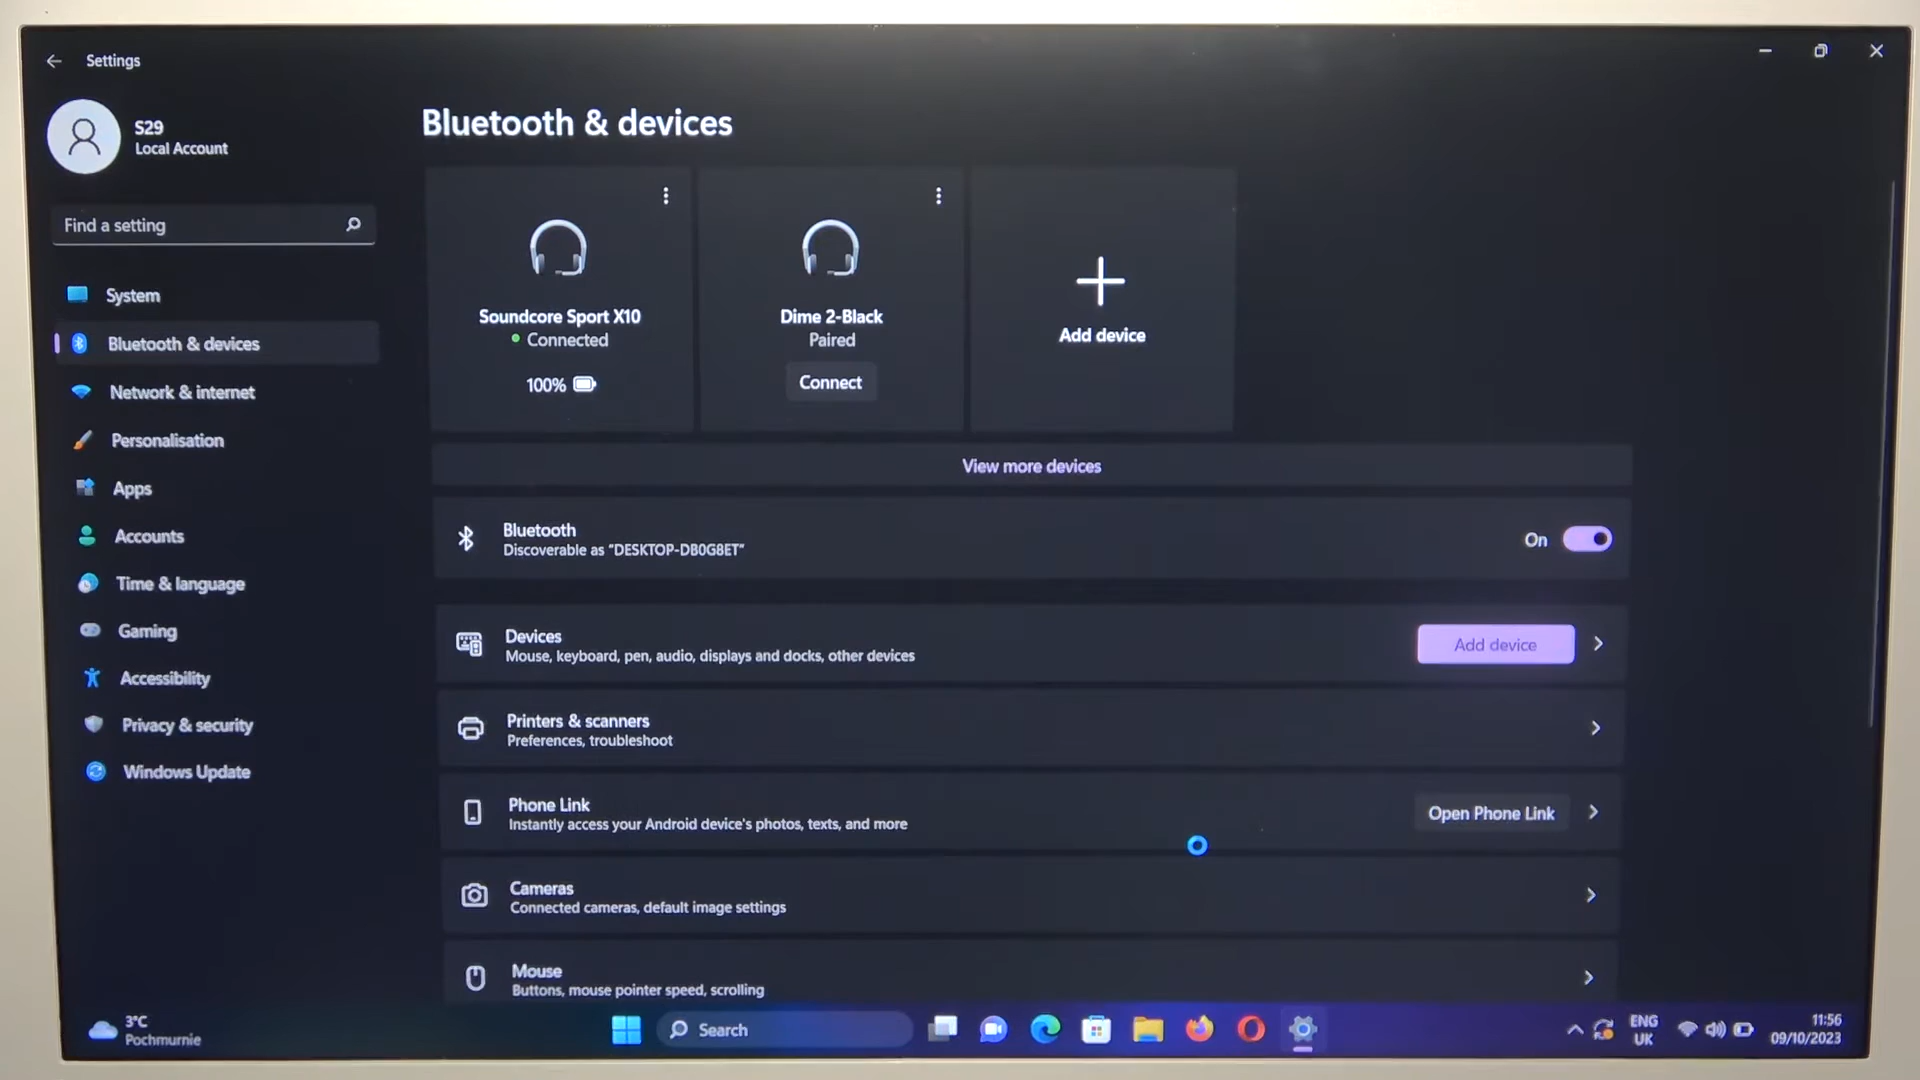 Settings
S29
Local Account
Find a setting
System
Bluetooth & devices
Network & internet
Personalisation
Apps
Accounts
Time & language
Gaming
Accessibility
Privacy & security
Windows Update
Bluetooth & devices
Soundcore Sport X10
Connected
100%
Dime 2-Black
Paired
Connect
Add device
View more devices
Bluetooth
Discoverable as "DESKTOP-DB0G8ET"
On
Devices
Mouse, keyboard, pen, audio, displays and docks, other devices
Add device
Printers & scanners
Preferences, troubleshoot
Phone Link
Instantly access your Android device's photos, texts, and more
Open Phone Link
Cameras
Connected cameras, default image settings
Mouse
Buttons, mouse pointer speed, scrolling
3°C
Pochmurnie
Search
ENG
UK
11:56
09/10/2023